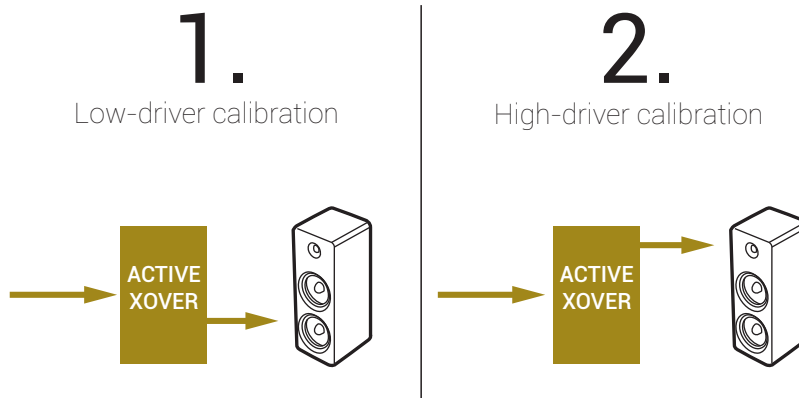 1.
Low-driver calibration
ACTIVE
XOVER
2.
High-driver calibration
ACTIVE
XOVER